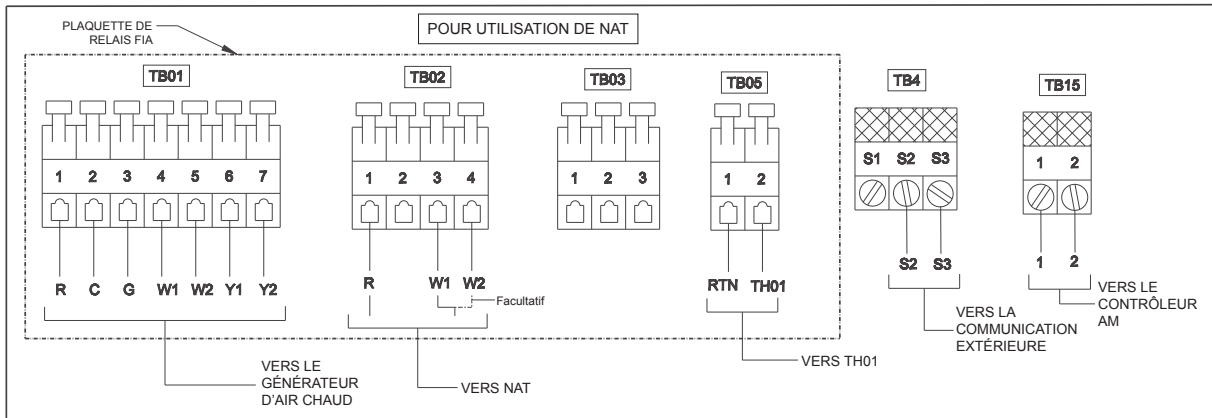 POUR UTILISATION DE NAT
PLAQUETTE DE
RELAIS FIA
TB01
1 2 3 4 5 6 7
R C G W1 W2 Y1 Y2
VERS LE
GÉNÉRATEUR
D'AIR CHAUD
TB02
1 2 3 4
R W1 W2
Facultatif
VERS NAT
TB03
1 2 3
TB05
1 2
RTN TH01
VERS TH01
TB4
S1 S2 S3
S2 S3
VERS LA
COMMUNICATION
EXTÉRIEURE
TB15
1 2
1 2
VERS LE
CONTRÔLEUR
AM